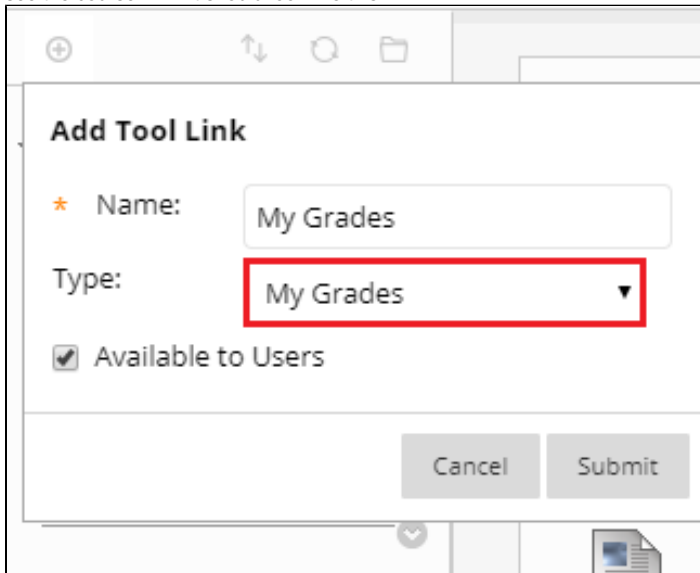 Add Tool Link
* Name: My Grades
Type: My Grades
Available to Users
Cancel Submit